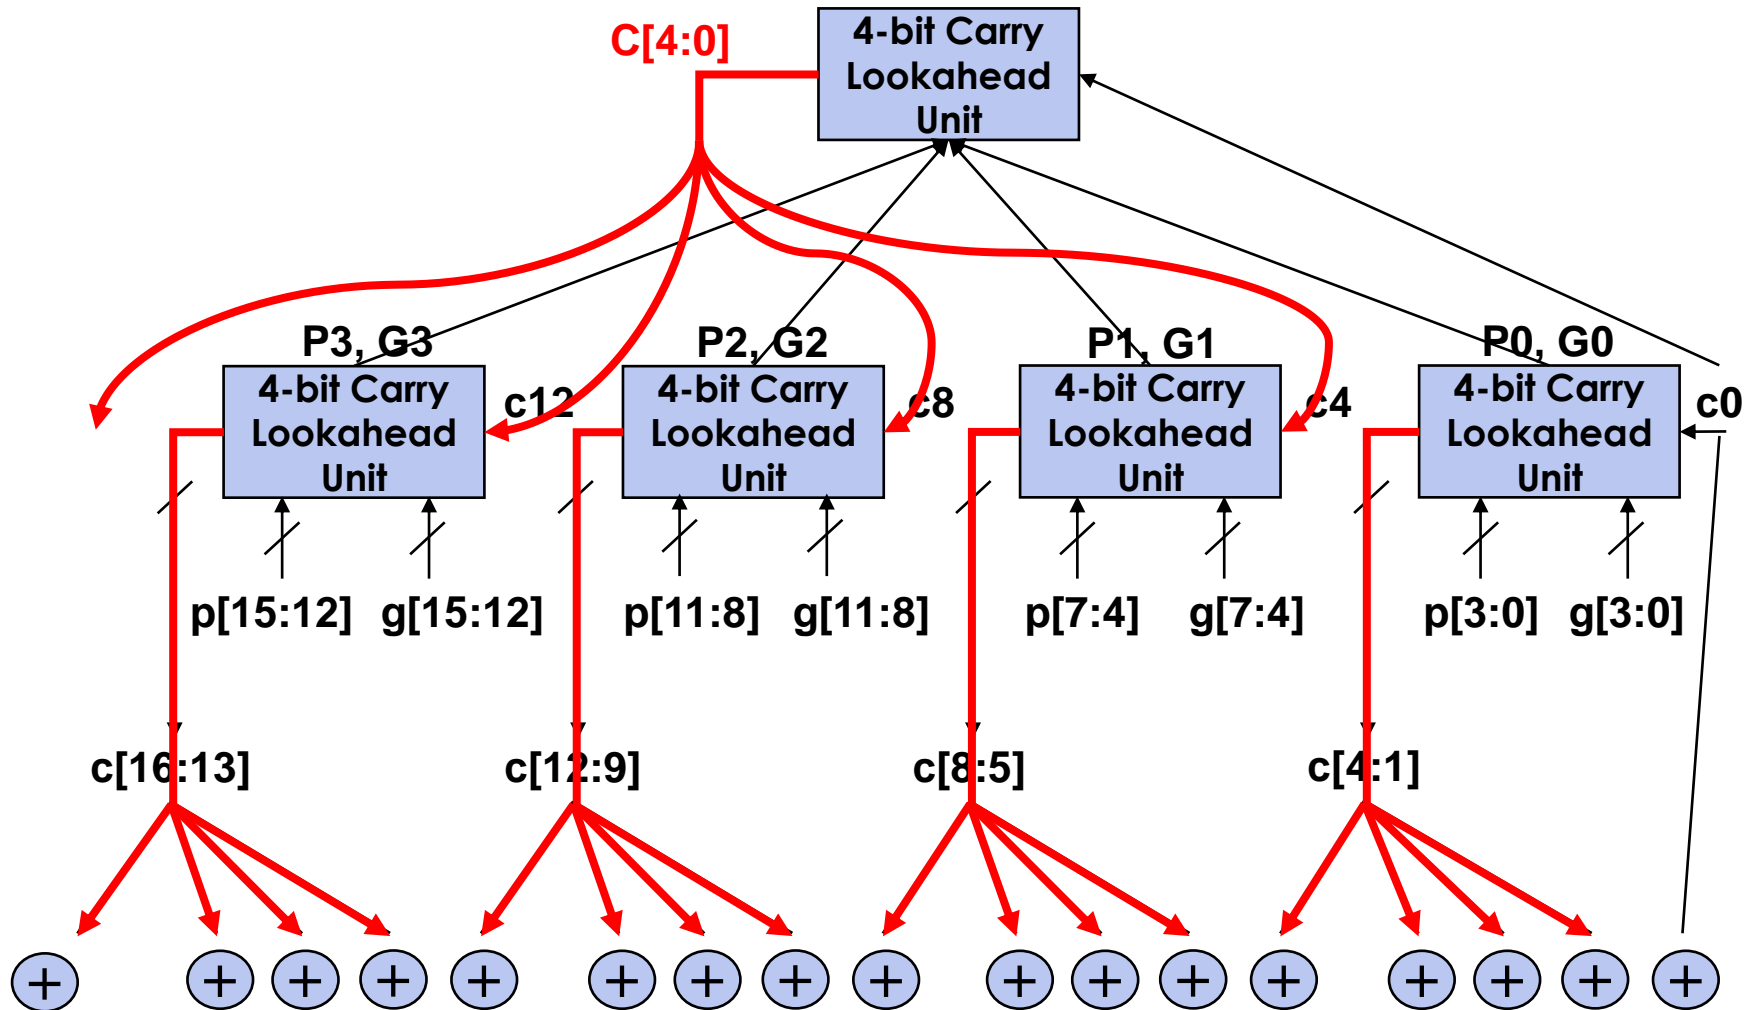 C[4:0]
4-bit Carry
Lookahead
Unit
P3, G3
P2, G2
P1, G1
P0, G0
4-bit Carry
Lookahead
Unit
c12
4-bit Carry
Lookahead
Unit
c8
4-bit Carry
Lookahead
Unit
c4
4-bit Carry
Lookahead
Unit
c0
p[15:12] g[15:12]
p[11:8] g[11:8]
p[7:4] g[7:4]
p[3:0] g[3:0]
c[16:13]
c[12:9]
c[8:5]
c[4:1]
+ + + + + + + + + + + + + + + + +